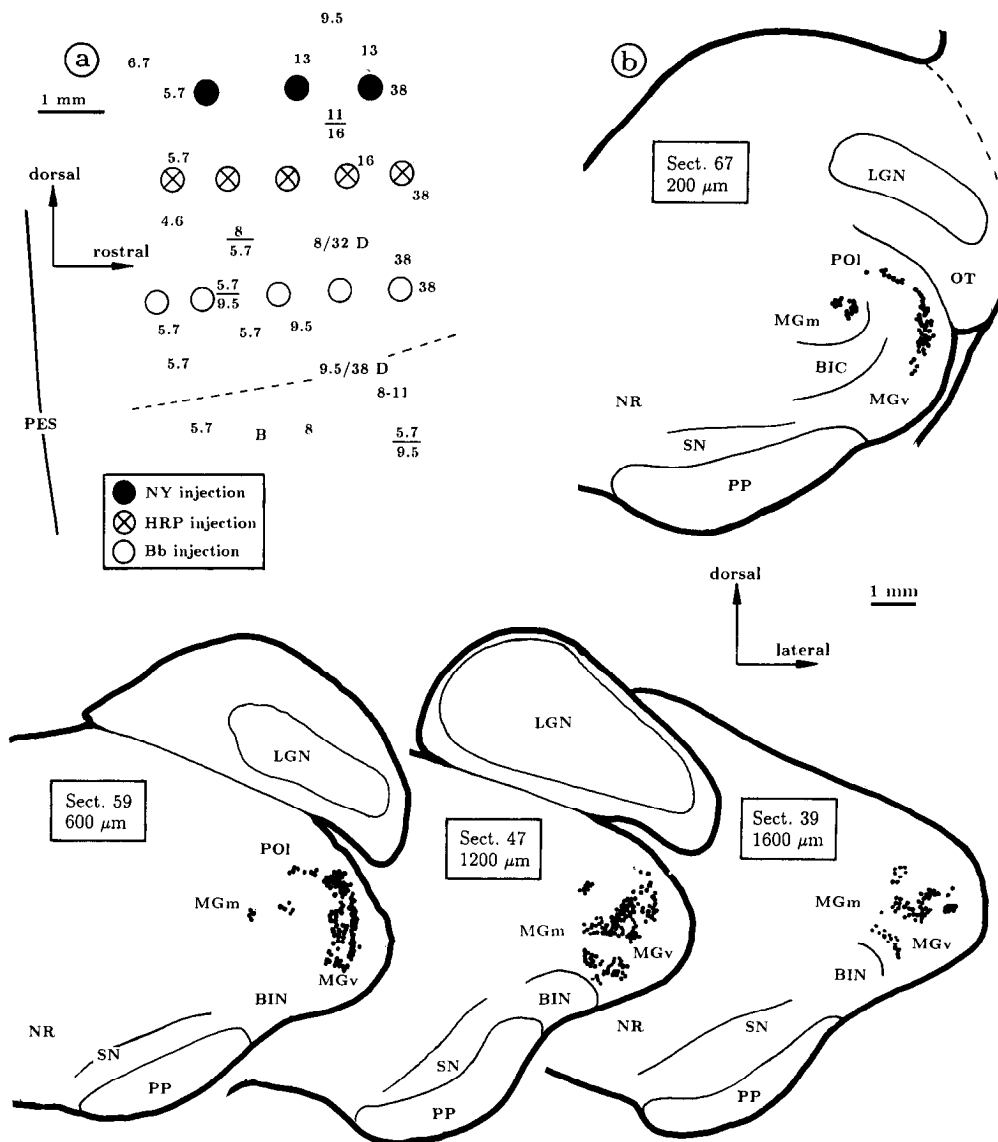 a
9.5
13
13
6.7
5.7
38
1 mm
11
16
5.7
16
38
dorsal
4.6
8
5.7
8/32 D
rostral
38
5.7
9.5
38
5.7
5.7
9.5
5.7
9.5/38 D
8-11
PES
5.7
B
8
5.7
9.5
NY injection
HRP injection
Bb injection
b
Sect. 67
200 μm
LGN
POl
OT
MGm
BIC
NR
MGv
SN
PP
dorsal
1 mm
lateral
LGN
Sect. 59
600 μm
POl
MGm
MGv
BIN
NR
SN
PP
LGN
Sect. 47
1200 μm
MGm
MGv
BIN
SN
PP
Sect. 39
1600 μm
MGm
MGv
BIN
NR
SN
PP